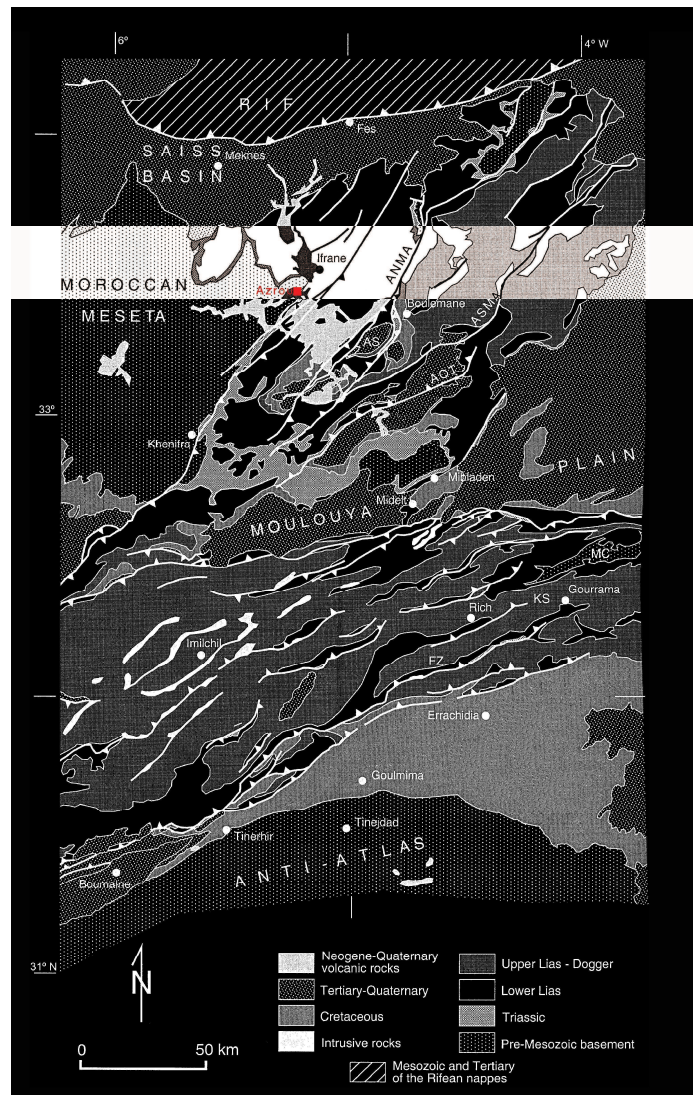 6° 4° W
R I F
Fes
SAISS
Meknes
BASIN
Ifrane
ANMA
MOROCCAN
Azrou
MESETA
Boulemane
ASMA
AS
AOT
33°
Khenifra
PLAIN
Mibladen
Midelt
MOULOUYA
MC
Gourrama
KS
Rich
Imilchil
FZ
Errachidia
Goulmima
Tinejdad
Tinerhir
ANTI-ATLAS
Boumalne
31° N
N
0 50 km
Neogene-Quaternary
volcanic rocks
Tertiary-Quaternary
Cretaceous
Intrusive rocks
Upper Lias - Dogger
Lower Lias
Triassic
Pre-Mesozoic basement
Mesozoic and Tertiary
of the Rifean nappes